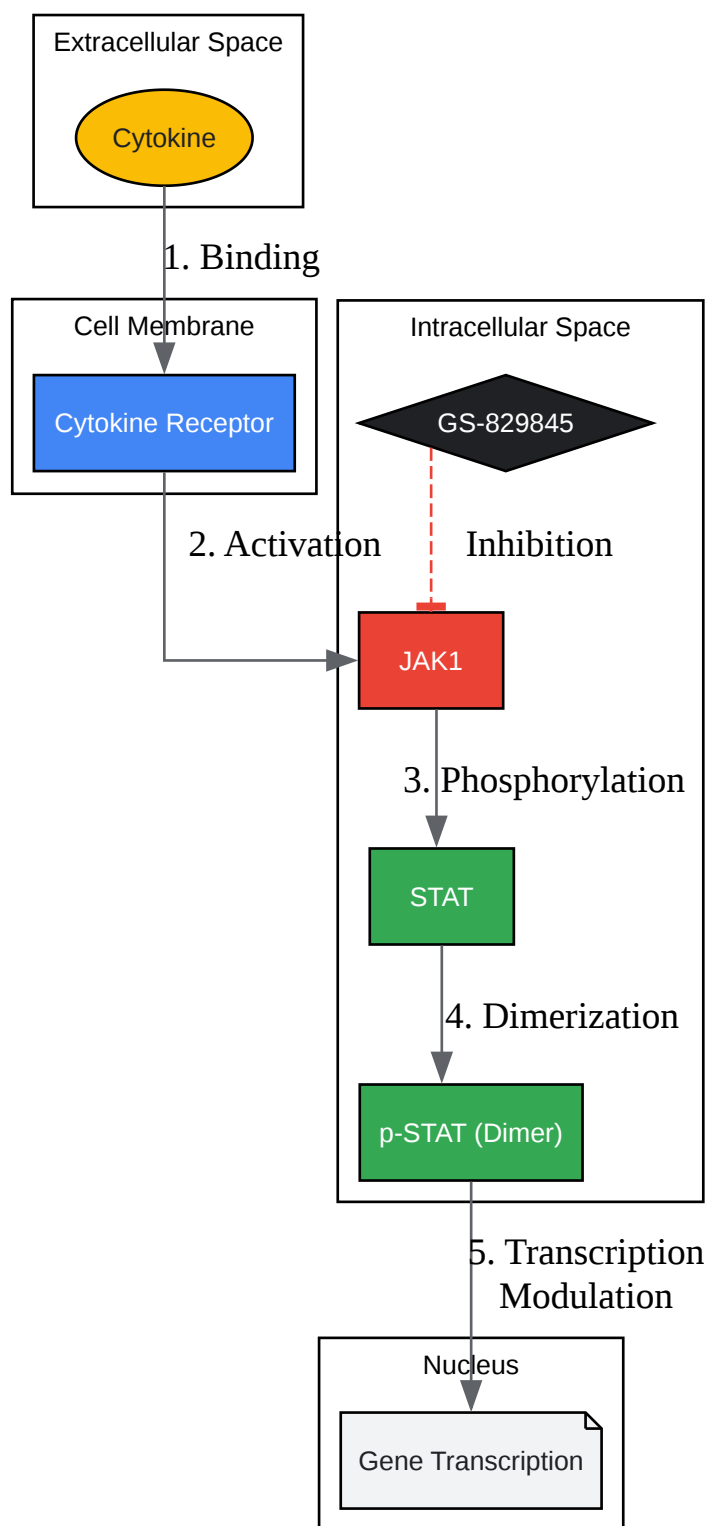 Extracellular Space
Cytokine
1. Binding
Cell Membrane
Cytokine Receptor
Intracellular Space
GS-829845
2. Activation
Inhibition
JAK1
3. Phosphorylation
STAT
4. Dimerization
p-STAT (Dimer)
5. Transcription
Modulation
Nucleus
Gene Transcription